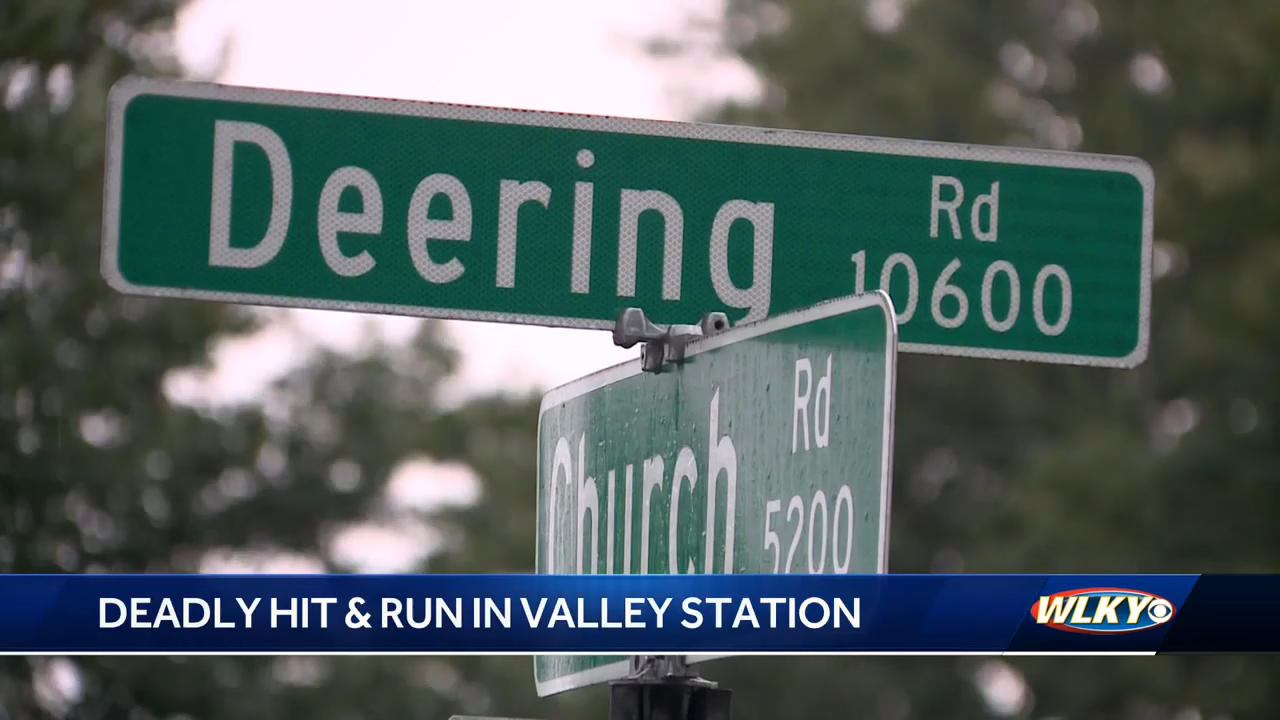 Deering Rd
10600
Church Rd
5200
DEADLY HIT & RUN IN VALLEY STATION
WLKY